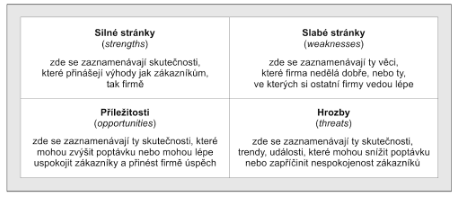 Silné stránky
(strengths)
zde se zaznamenávají skutečnosti,
které přinášejí výhody jak zákazníkům,
tak firmě
Slabé stránky
(weaknesses)
zde se zaznamenávají ty věci,
které firma nedělá dobře, nebo ty,
ve kterých si ostatní firmy vedou lépe
Příležitosti
(opportunities)
zde se zaznamenávají ty skutečnosti, které
mohou zvýšit poptávku nebo mohou lépe
uspokojit zákazníky a přinést firmě úspěch
Hrozby
(threats)
zde se zaznamenávají ty skutečnosti,
trendy, události, které mohou snížit poptávku
nebo zapříčinit nespokojenost zákazníků